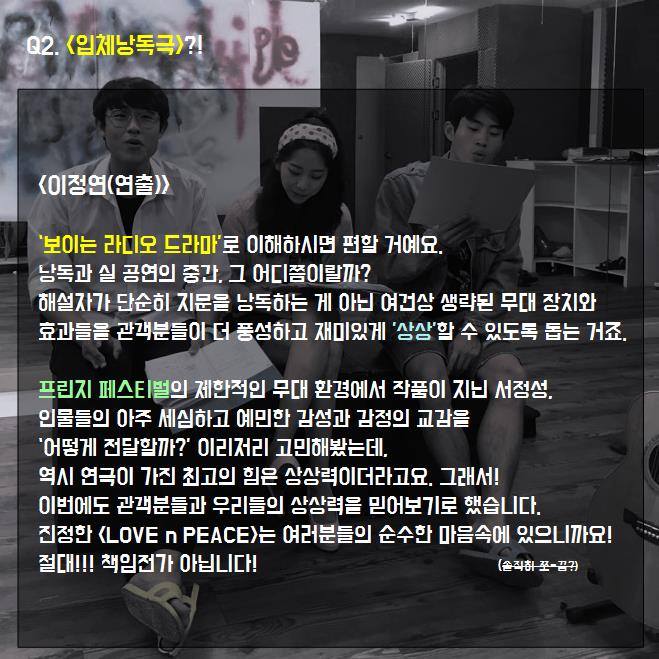 Q2. <입체낭독극>?!
<이정연(연출)>
'보이는 라디오 드라마'로 이해하시면 편할 거예요.
낭독과 실 공연의 중간, 그 어디쯤이랄까?
해설자가 단순히 지문을 낭독하는 게 아닌 여건상 생략된 무대 장치와
효과들을 관객분들이 더 풍성하고 재미있게 '상상'할 수 있도록 돕는 거죠.
프린지 페스티벌의 제한적인 무대 환경에서 작품이 지닌 서정성,
인물들의 아주 세심하고 예민한 감성과 감정의 교감을
'어떻게 전달할까?' 이리저리 고민해봤는데,
역시 연극이 가진 최고의 힘은 상상력이더라고요. 그래서!
이번에도 관객분들과 우리들의 상상력을 믿어보기로 했습니다.
진정한 <LOVE n PEACE>는 여러분들의 순수한 마음속에 있으니까요!
절대!!! 책임전가 아닙니다!
(솔직히 쪼-끔?)